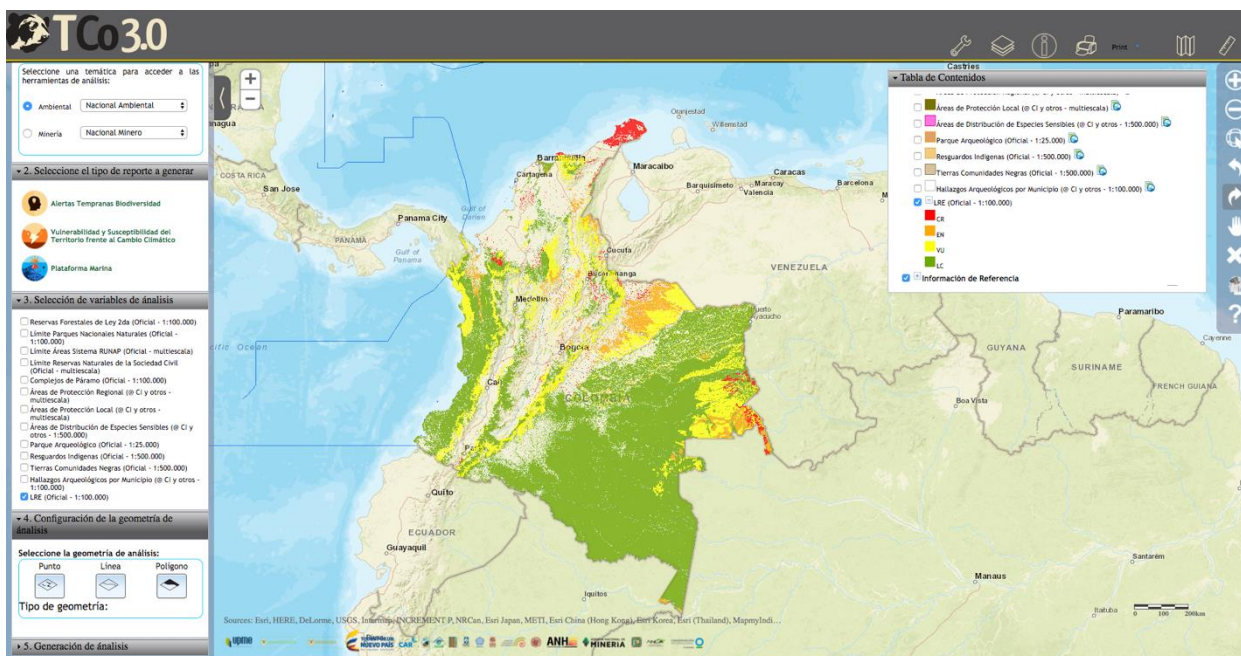 TCo3.0
Print
Seleccione una temática para acceder a las
herramientas de análisis:
Ambiental
Nacional Ambiental
Minería
Nacional Minero
2. Seleccione el tipo de reporte a generar
Alertas Tempranas Biodiversidad
Vulnerabilidad y Susceptibilidad del
Territorio frente al Cambio Climático
Plataforma Marina
3. Selección de variables de ánalisis
Reservas Forestales de Ley 2da (Oficial - 1:100.000)
Límite Parques Nacionales Naturales (Oficial -
1:100.000)
Límite Áreas Sistema RUNAP (Oficial - multiescala)
Límite Reservas Naturales de la Sociedad Civil
(Oficial - multiescala)
Complejos de Páramo (Oficial - 1:100.000)
Áreas de Protección Regional (@ CI y otros -
multiescala)
Áreas de Protección Local (@ CI y otros -
multiescala)
Áreas de Distribución de Especies Sensibles (@ CI y
otros - 1:500.000)
Parque Arqueológico (Oficial - 1:25.000)
Resguardos Indigenas (Oficial - 1:500.000)
Tierras Comunidades Negras (Oficial - 1:500.000)
Hallazgos Arqueológicos por Municipio (@ CI y otros -
1:100.000)
LRE (Oficial - 1:100.000)
4. Configuración de la geometría de
ánalisis
Seleccione la geometría de análisis:
Punto
Línea
Polígono
Tipo de geometría:
5. Generación de ánalisis
Tabla de Contenidos
Áreas de Protección Local (@ CI y otros - multiescala)
Áreas de Distribución de Especies Sensibles (@ CI y otros - 1:500.000)
Parque Arqueológico (Oficial - 1:25.000)
Resguardos Indigenas (Oficial - 1:500.000)
Tierras Comunidades Negras (Oficial - 1:500.000)
Hallazgos Arqueológicos por Municipio (@ CI y otros - 1:100.000)
LRE (Oficial - 1:100.000)
CR
EN
VU
LC
Información de Referencia
Castries
Oranjestad
Willemstad
Maracaibo
Caracas
Cartagena
Barquisimeto
Maracay
Valencia
Barcelona
COSTA RICA
San Jose
Gulf of
Darien
Panama City
PANAMA
Gulf of
Panama
Cucuta
Bucaramanga
VENEZUELA
Medellin
Puerto
Ayacucho
Paramaribo
Cayenne
Bogota
GUYANA
SURINAME
FRENCH GUIANA
Cali
COLOMBIA
Boa Vista
Quito
ECUADOR
Guayaquil
Iquitos
Manaus
Santarém
Itaituba
0
100
200km
Sources: Esri, HERE, DeLorme, USGS, Intermap, INCREMENT P, NRCan, Esri Japan, METI, Esri China (Hong Kong), Esri Korea, Esri (Thailand), MapmyIndi...
upme
NUEVO PAÍS
CAR
ANH
MINERÍA